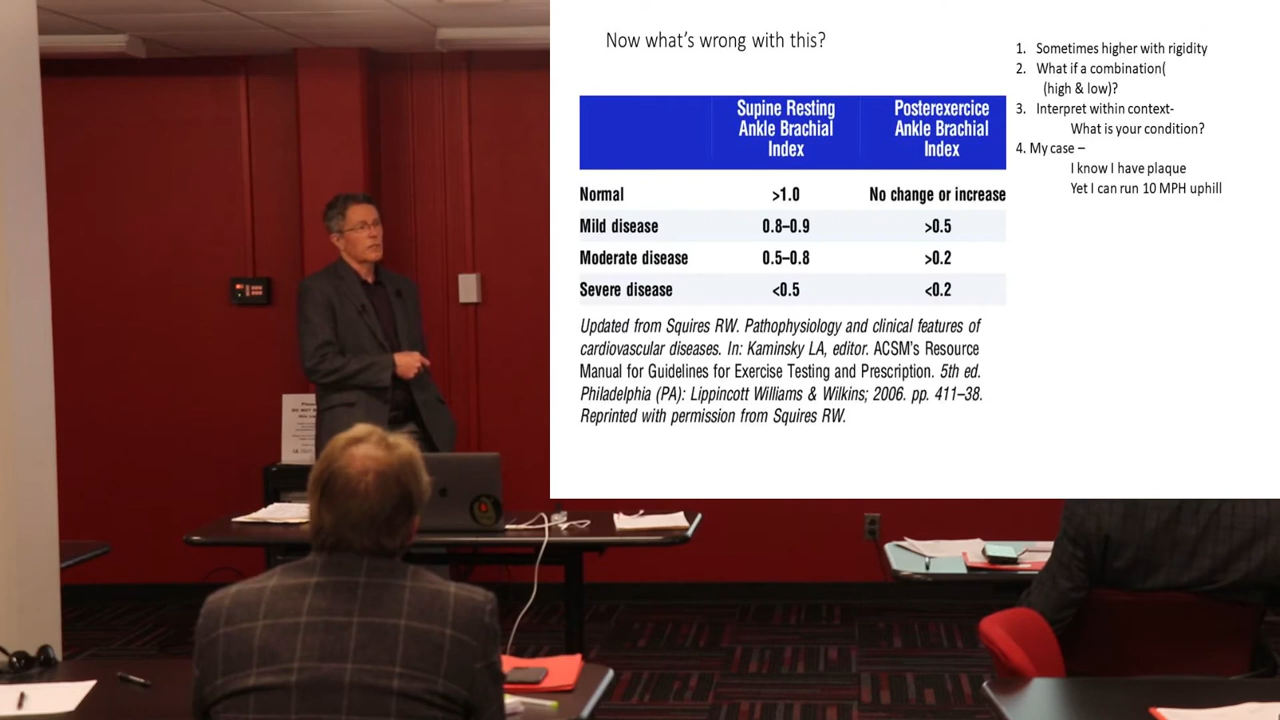 Now what's wrong with this?
Supine Resting
Ankle Brachial
Index
Posterexercice
Ankle Brachial
Index
Normal >1.0 No change or increase
Mild disease 0.8–0.9 >0.5
Moderate disease 0.5–0.8 >0.2
Severe disease <0.5 <0.2
Updated from Squires RW. Pathophysiology and clinical features of
cardiovascular diseases. In: Kaminsky LA, editor. ACSM's Resource
Manual for Guidelines for Exercise Testing and Prescription. 5th ed.
Philadelphia (PA): Lippincott Williams & Wilkins; 2006. pp. 411–38.
Reprinted with permission from Squires RW.
1. Sometimes higher with rigidity
2. What if a combination(
(high & low)?
3. Interpret within context-
What is your condition?
4. My case –
I know I have plaque
Yet I can run 10 MPH uphill
Please
DO NOT